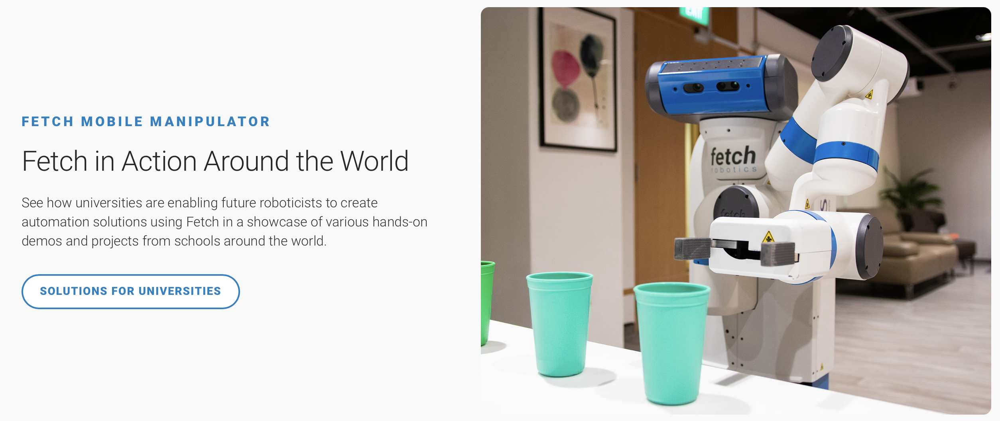 FETCH MOBILE MANIPULATOR
Fetch in Action Around the World
See how universities are enabling future roboticists to create
automation solutions using Fetch in a showcase of various hands-on
demos and projects from schools around the world.
SOLUTIONS FOR UNIVERSITIES
EXIT
fetch
robotics
fetch